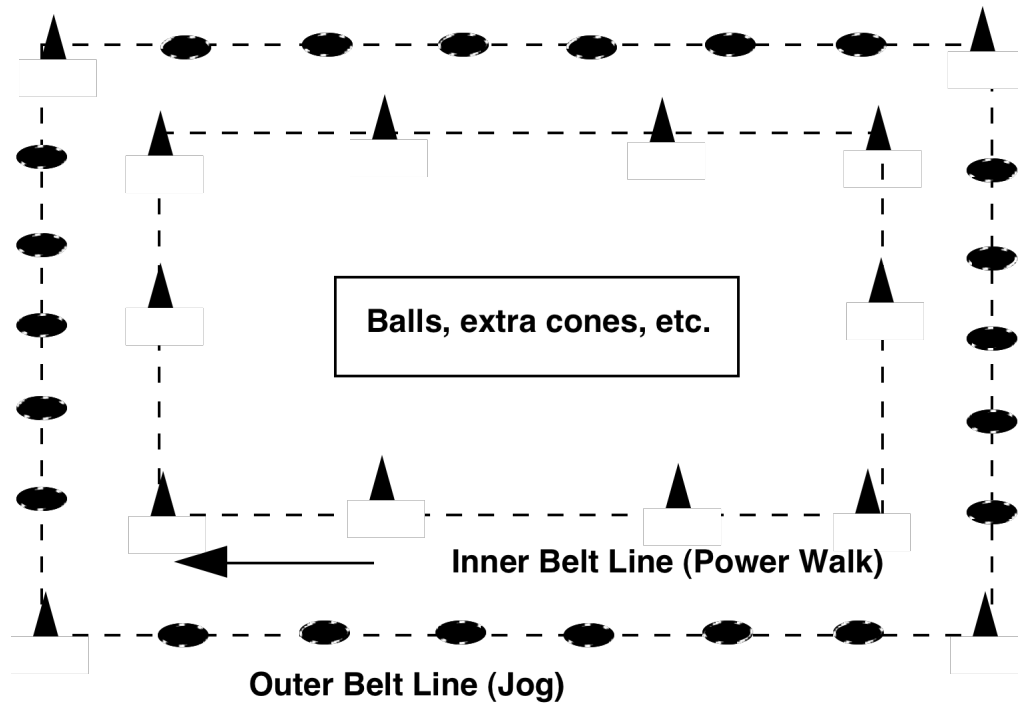 Balls, extra cones, etc.
Inner Belt Line (Power Walk)
Outer Belt Line (Jog)